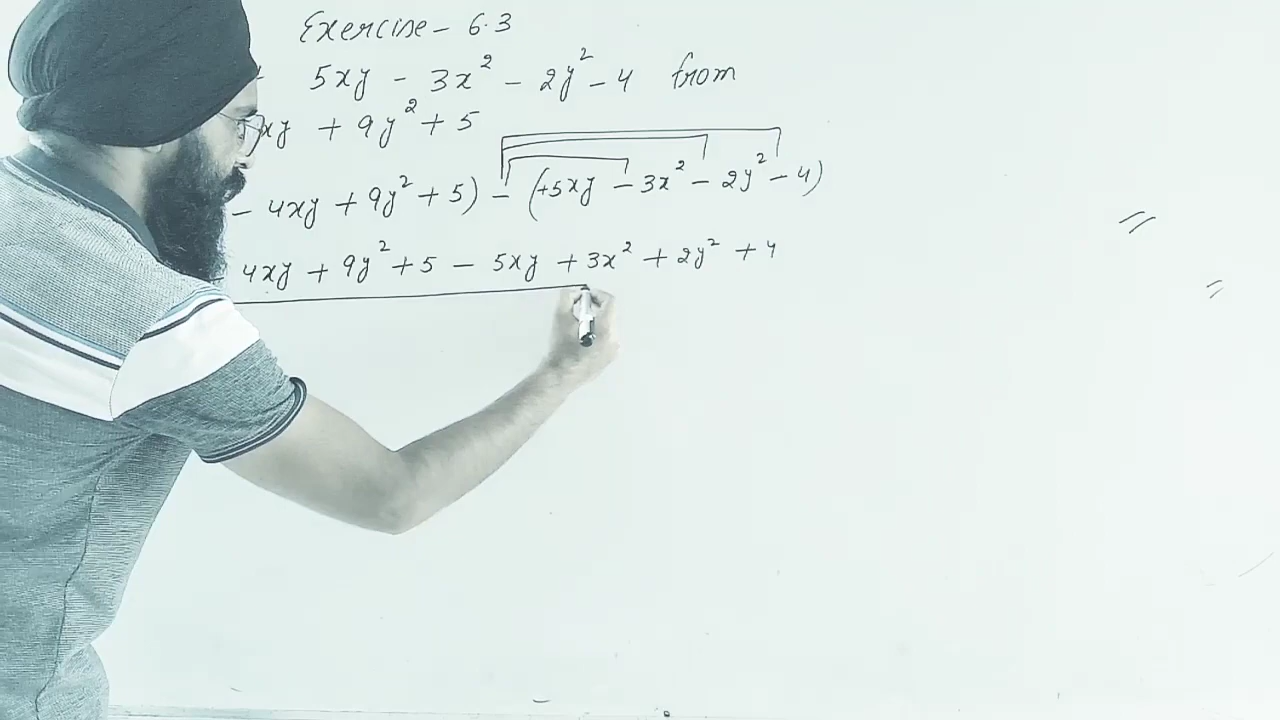 Exercise - 6.3
5xy - 3x² - 2y² - 4 from
xy + 9y² + 5
- 4xy + 9y² + 5) - (+5xy - 3x² - 2y² - 4)
4xy + 9y² + 5 - 5xy + 3x² + 2y² + 4